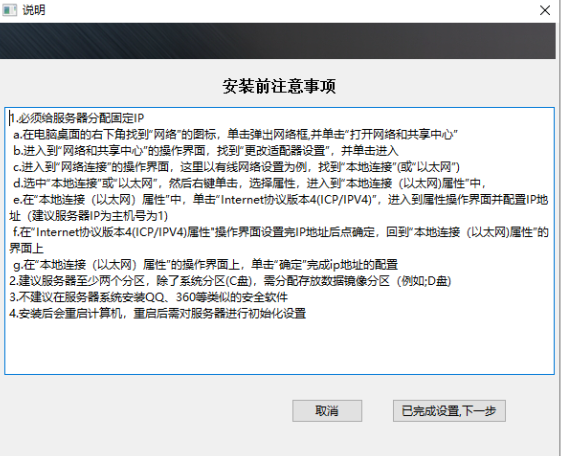 说明
安装前注意事项
1.必须给服务器分配固定IP
a.在电脑桌面的右下角找到“网络”的图标，单击弹出网络框,并单击“打开网络和共享中心”
b.进入到“网络和共享中心”的操作界面，找到“更改适配器设置”，并单击进入
c.进入到“网络连接”的操作界面，这里以有线网络设置为例，找到“本地连接”(或“以太网”)
d.选中“本地连接”或“以太网”，然后右键单击，选择属性，进入到“本地连接（以太网)属性”中，
e.在“本地连接（以太网）属性”中，单击“Internet协议版本4(ICP/IPV4)”，进入到属性操作界面并配置IP地
址（建议服务器IP为主机号为1）
f.在“Internet协议版本4(ICP/IPV4)属性"操作界面设置完IP地址后点确定，回到“本地连接（以太网)属性”的
界面上
g.在“本地连接（以太网）属性”的操作界面上，单击“确定”完成ip地址的配置
2.建议服务器至少两个分区，除了系统分区(C盘)，需分配存放数据镜像分区（例如;D盘)
3.不建议在服务器系统安装QQ、360等类似的安全软件
4.安装后会重启计算机，重启后需对服务器进行初始化设置
取消
已完成设置,下一步